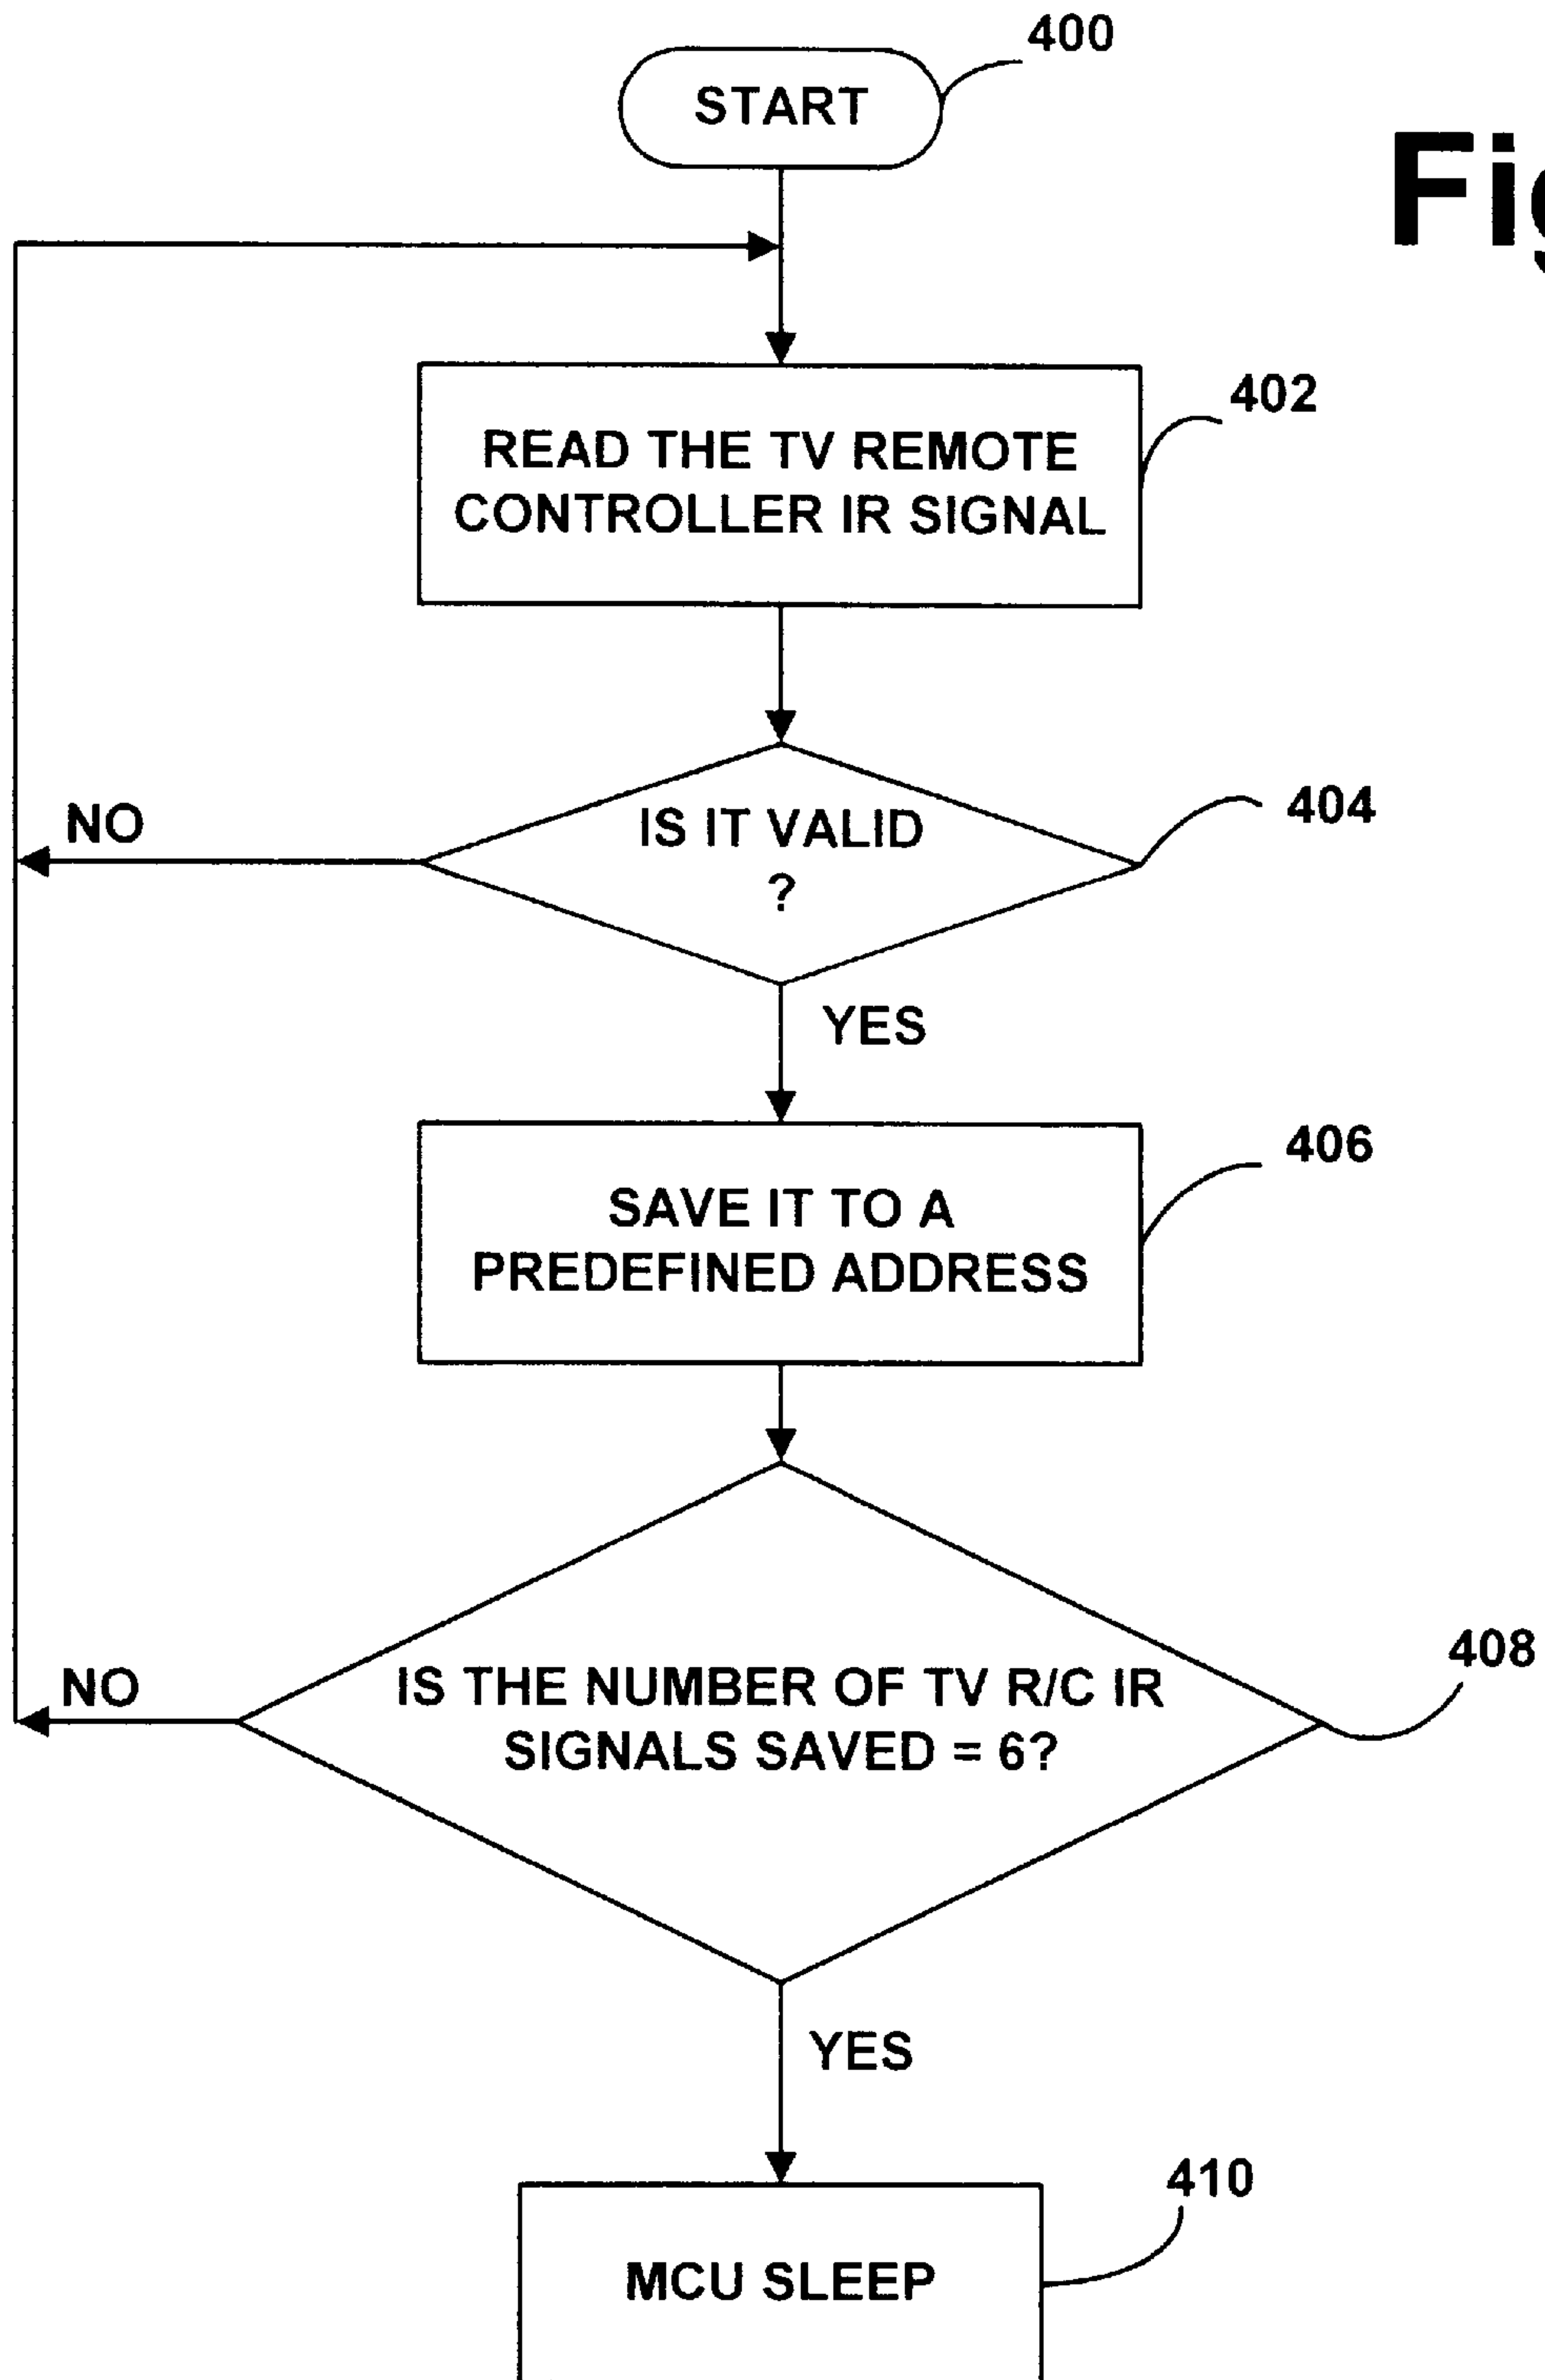 400
START
Fig
402
READ THE TV REMOTE
CONTROLLER IR SIGNAL
404
NO
IS IT VALID
?
YES
406
SAVE IT TO A
PREDEFINED ADDRESS
408
NO
IS THE NUMBER OF TV R/C IR
SIGNALS SAVED = 6?
YES
410
MCU SLEEP